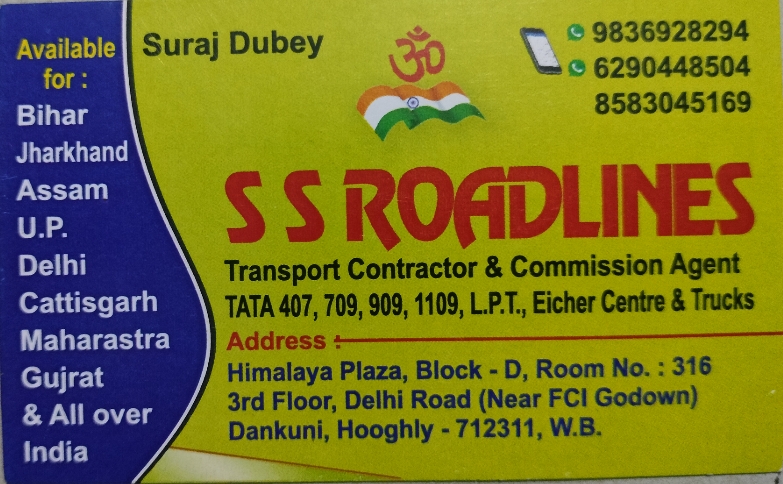 Available
for :
Bihar
Jharkhand
Assam
U.P.
Delhi
Cattisgarh
Maharastra
Gujrat
& All over
India
Suraj Dubey
ॐ
9836928294
6290448504
8583045169
S S ROADLINES
Transport Contractor & Commission Agent
TATA 407, 709, 909, 1109, L.P.T., Eicher Centre & Trucks
Address :
Himalaya Plaza, Block - D, Room No. : 316
3rd Floor, Delhi Road (Near FCI Godown)
Dankuni, Hooghly - 712311, W.B.